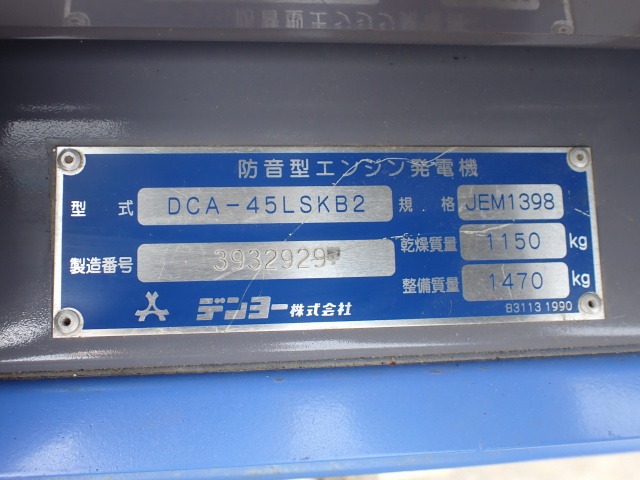 防音型エンジン発電機
型式 DCA-45LSKB2 規格 JEM1398
製造番号 3932929 乾燥質量 1150 kg
整備質量 1470 kg
デンヨー株式会社 B3113 1990